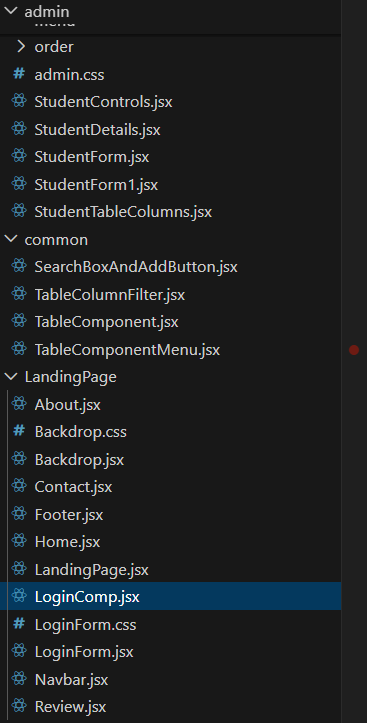 admin
menu
order
# admin.css
StudentControls.jsx
StudentDetails.jsx
StudentForm.jsx
StudentForm1.jsx
StudentTableColumns.jsx
common
SearchBoxAndAddButton.jsx
TableColumnFilter.jsx
TableComponent.jsx
TableComponentMenu.jsx
LandingPage
About.jsx
# Backdrop.css
Backdrop.jsx
Contact.jsx
Footer.jsx
Home.jsx
LandingPage.jsx
LoginComp.jsx
# LoginForm.css
LoginForm.jsx
Navbar.jsx
Review.jsx